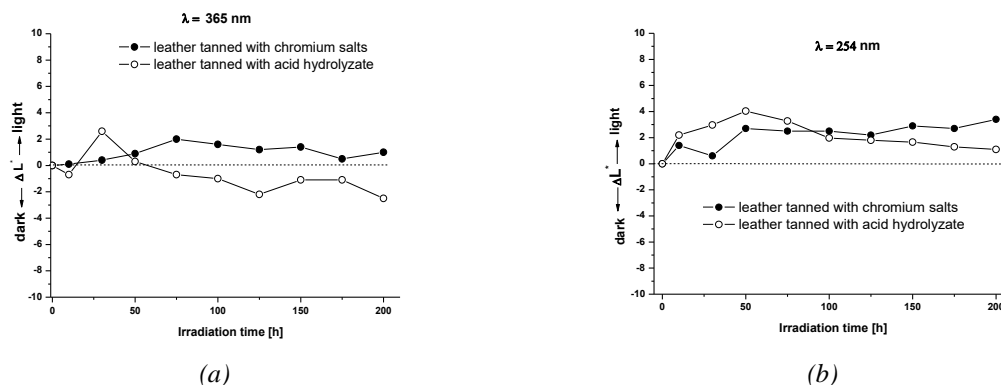 λ = 365 nm
leather tanned with chromium salts
leather tanned with acid hydrolyzate
10
8
6
4
2
0
-2
-4
-6
-8
-10
dark ← ΔL* → light
0 50 100 150 200
Irradiation time [h]
(a)
λ = 254 nm
10
8
6
4
2
0
-2
-4
-6
-8
-10
dark ← ΔL* → light
leather tanned with chromium salts
leather tanned with acid hydrolyzate
0 50 100 150 200
Irradiation time [h]
(b)